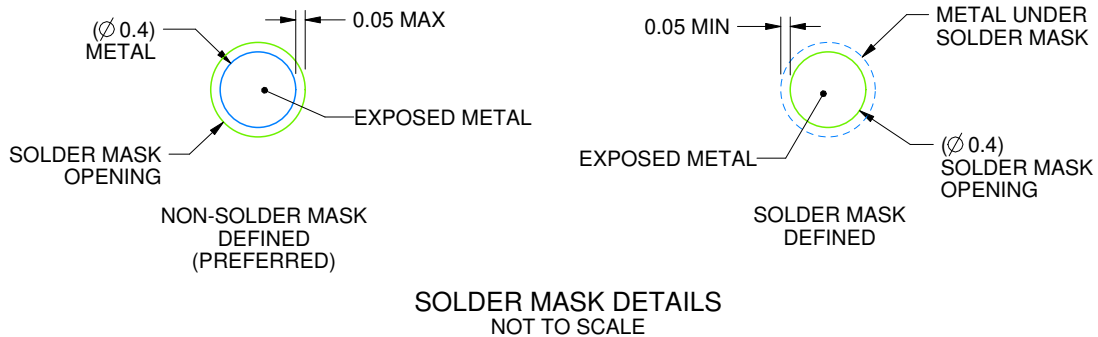 (Ø 0.4)
METAL
0.05 MAX
EXPOSED METAL
SOLDER MASK
OPENING
NON-SOLDER MASK
DEFINED
(PREFERRED)
0.05 MIN
METAL UNDER
SOLDER MASK
EXPOSED METAL
(Ø 0.4)
SOLDER MASK
OPENING
SOLDER MASK
DEFINED
SOLDER MASK DETAILS
NOT TO SCALE